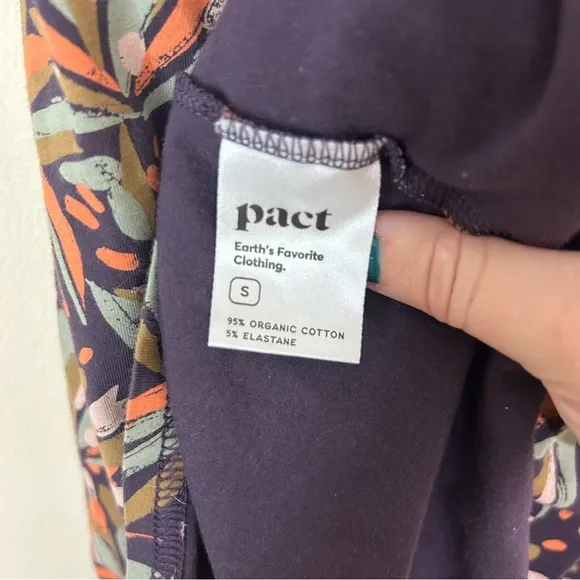 pact
Earth's Favorite
Clothing.
S
95% ORGANIC COTTON
5% ELASTANE